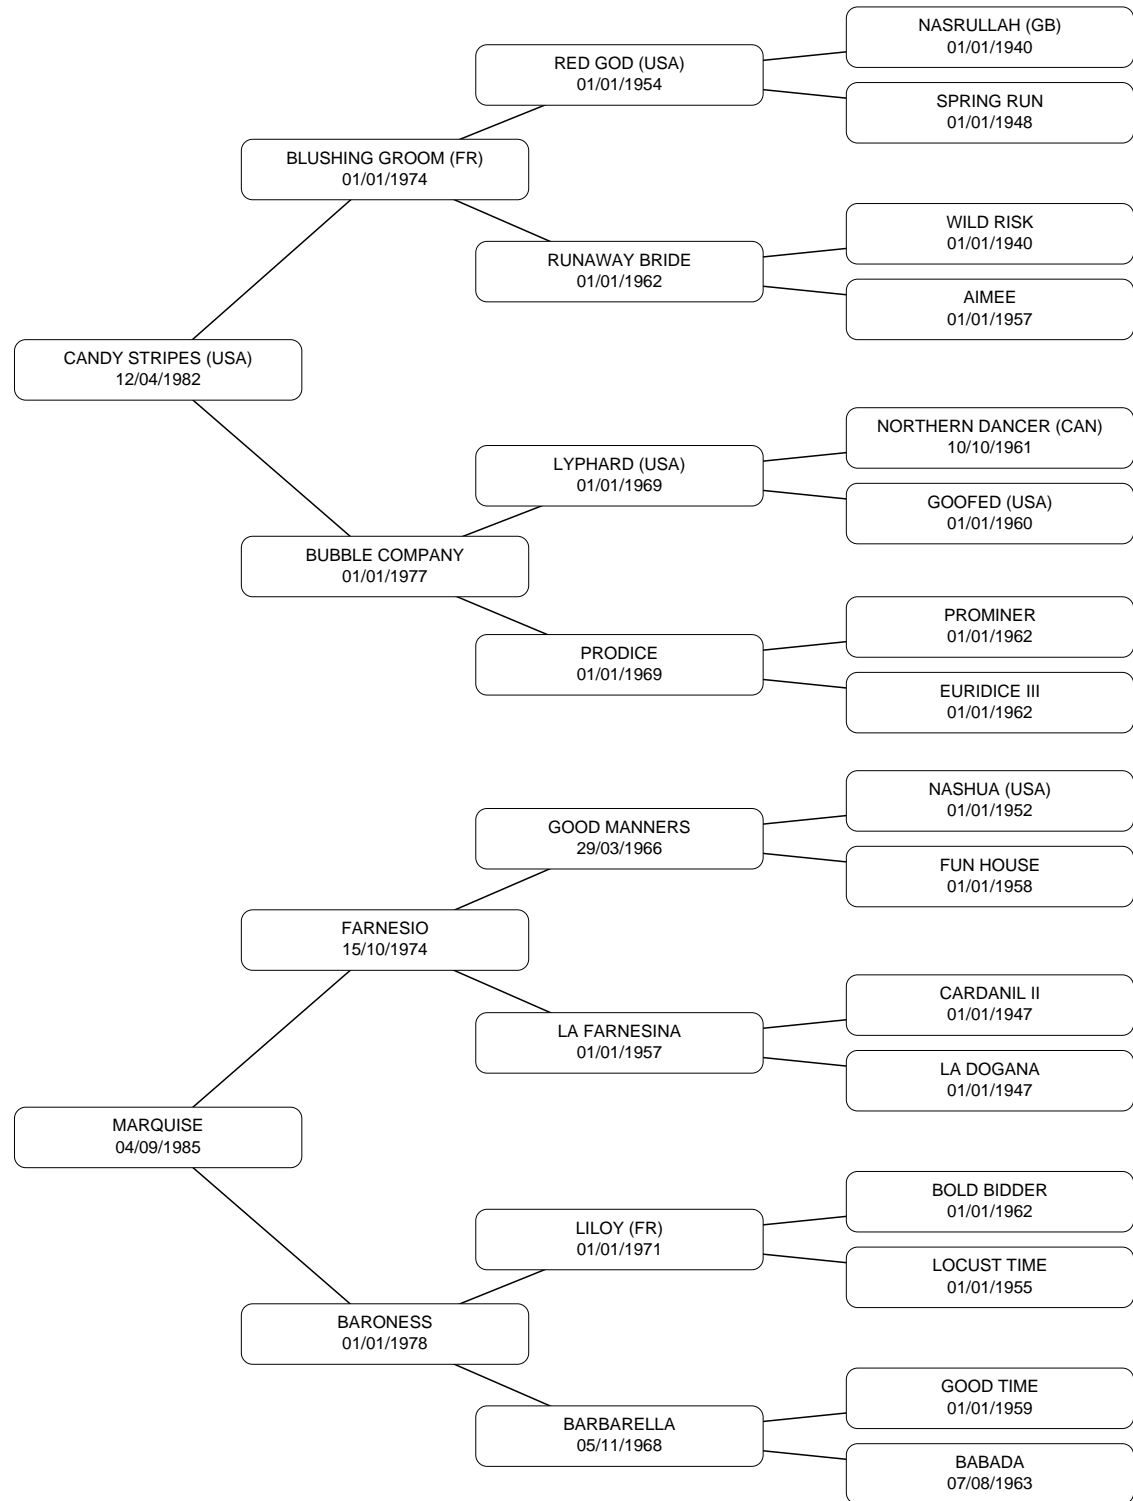 NASRULLAH (GB)
01/01/1940
RED GOD (USA)
01/01/1954
SPRING RUN
01/01/1948
BLUSHING GROOM (FR)
01/01/1974
WILD RISK
01/01/1940
RUNAWAY BRIDE
01/01/1962
AIMEE
01/01/1957
CANDY STRIPES (USA)
12/04/1982
NORTHERN DANCER (CAN)
10/10/1961
LYPHARD (USA)
01/01/1969
GOOFED (USA)
01/01/1960
BUBBLE COMPANY
01/01/1977
PROMINER
01/01/1962
PRODICE
01/01/1969
EURIDICE III
01/01/1962
NASHUA (USA)
01/01/1952
GOOD MANNERS
29/03/1966
FUN HOUSE
01/01/1958
FARNESIO
15/10/1974
CARDANIL II
01/01/1947
LA FARNESINA
01/01/1957
LA DOGANA
01/01/1947
MARQUISE
04/09/1985
BOLD BIDDER
01/01/1962
LILOY (FR)
01/01/1971
LOCUST TIME
01/01/1955
BARONESS
01/01/1978
GOOD TIME
01/01/1959
BARBARELLA
05/11/1968
BABADA
07/08/1963